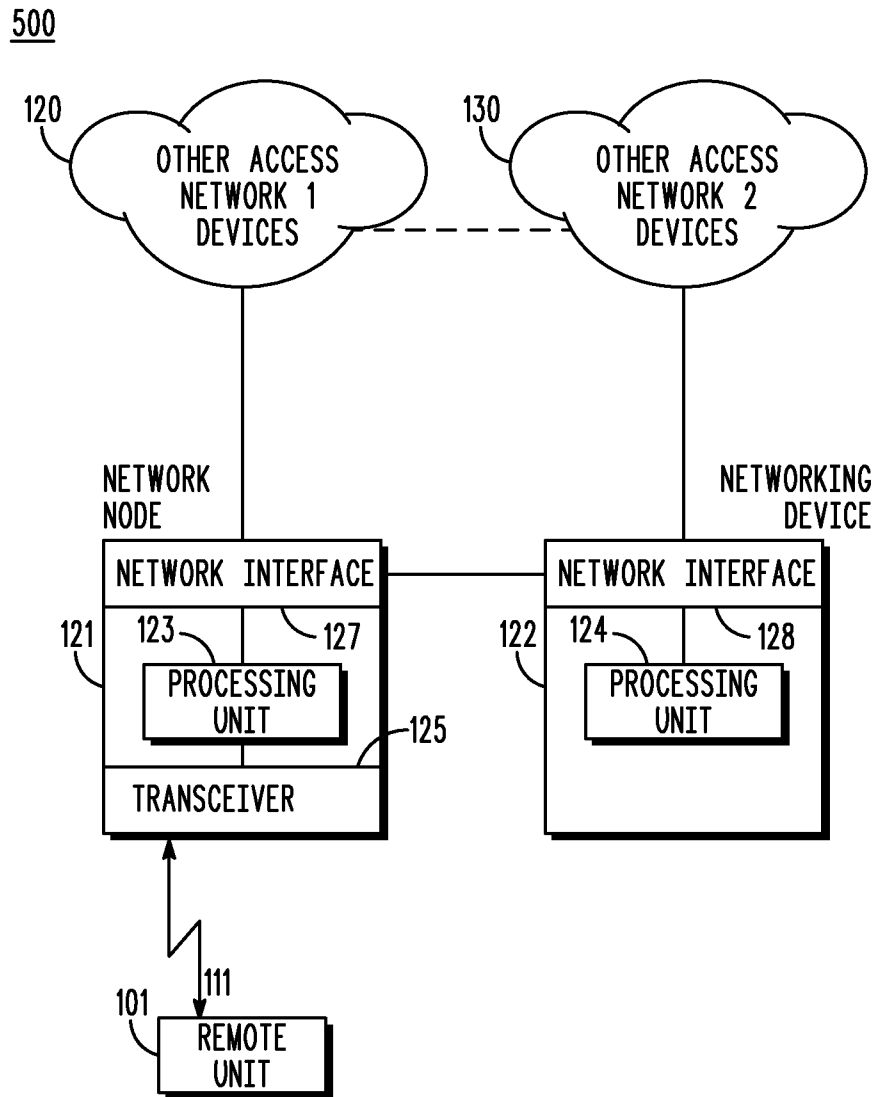 500
120
OTHER ACCESS
NETWORK 1
DEVICES
130
OTHER ACCESS
NETWORK 2
DEVICES
NETWORK
NODE
NETWORKING
DEVICE
NETWORK INTERFACE
NETWORK INTERFACE
121
123
127
PROCESSING
UNIT
125
TRANSCEIVER
122
124
128
PROCESSING
UNIT
111
101
REMOTE
UNIT